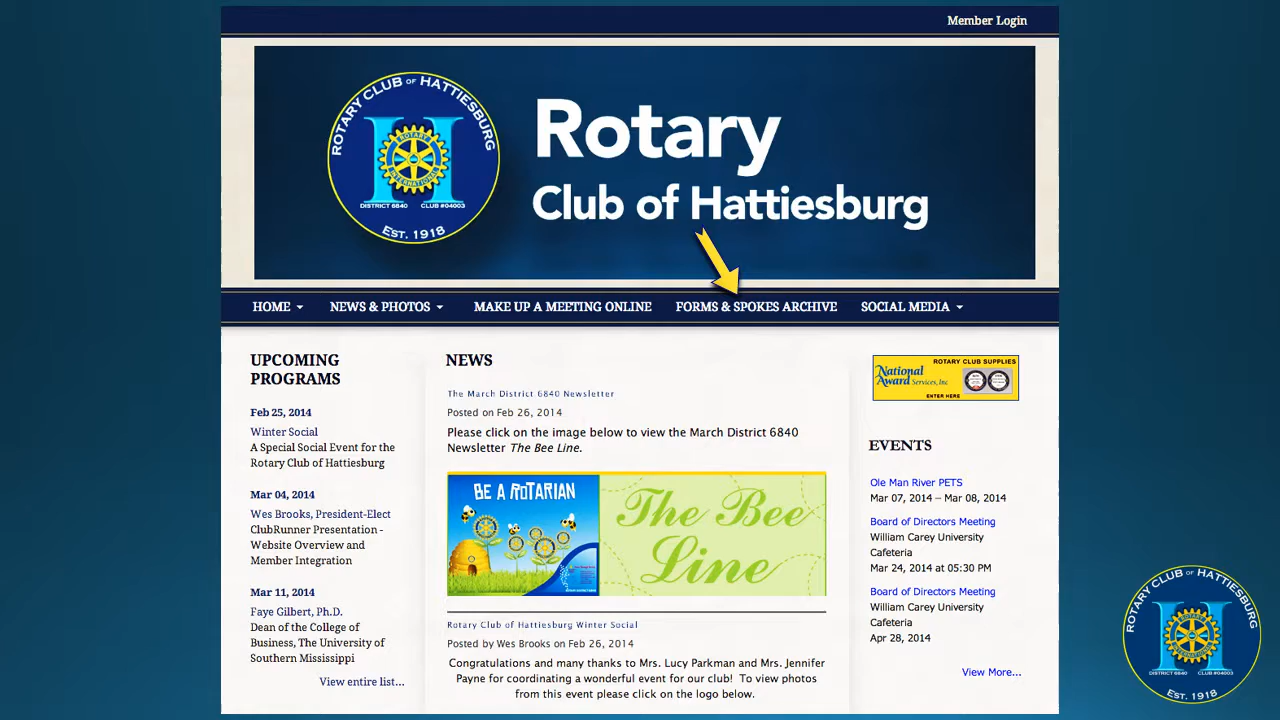 Member Login
ROTARY CLUB OF HATTIESBURG
ROTARY
INTERNATIONAL
DISTRICT 6840 CLUB #04003
EST. 1918
Rotary
Club of Hattiesburg
HOME NEWS & PHOTOS MAKE UP A MEETING ONLINE FORMS & SPOKES ARCHIVE SOCIAL MEDIA
UPCOMING
PROGRAMS
Feb 25, 2014
Winter Social
A Special Social Event for the
Rotary Club of Hattiesburg
Mar 04, 2014
Wes Brooks, President-Elect
ClubRunner Presentation -
Website Overview and
Member Integration
Mar 11, 2014
Faye Gilbert, Ph.D.
Dean of the College of
Business, The University of
Southern Mississippi
View entire list...
NEWS
The March District 6840 Newsletter
Posted on Feb 26, 2014
Please click on the image below to view the March District 6840
Newsletter The Bee Line.
BE A ROTARIAN
The Bee
Line
Rotary Club of Hattiesburg Winter Social
Posted by Wes Brooks on Feb 26, 2014
Congratulations and many thanks to Mrs. Lucy Parkman and Mrs. Jennifer
Payne for coordinating a wonderful event for our club! To view photos
from this event please click on the logo below.
ROTARY CLUB SUPPLIES
National
Award Services, Inc
ENTER HERE
EVENTS
Ole Man River PETS
Mar 07, 2014 – Mar 08, 2014
Board of Directors Meeting
William Carey University
Cafeteria
Mar 24, 2014 at 05:30 PM
Board of Directors Meeting
William Carey University
Cafeteria
Apr 28, 2014
View More...
ROTARY CLUB OF HATTIESBURG
ROTARY
INTERNATIONAL
DISTRICT 6840 CLUB #04003
EST. 1918